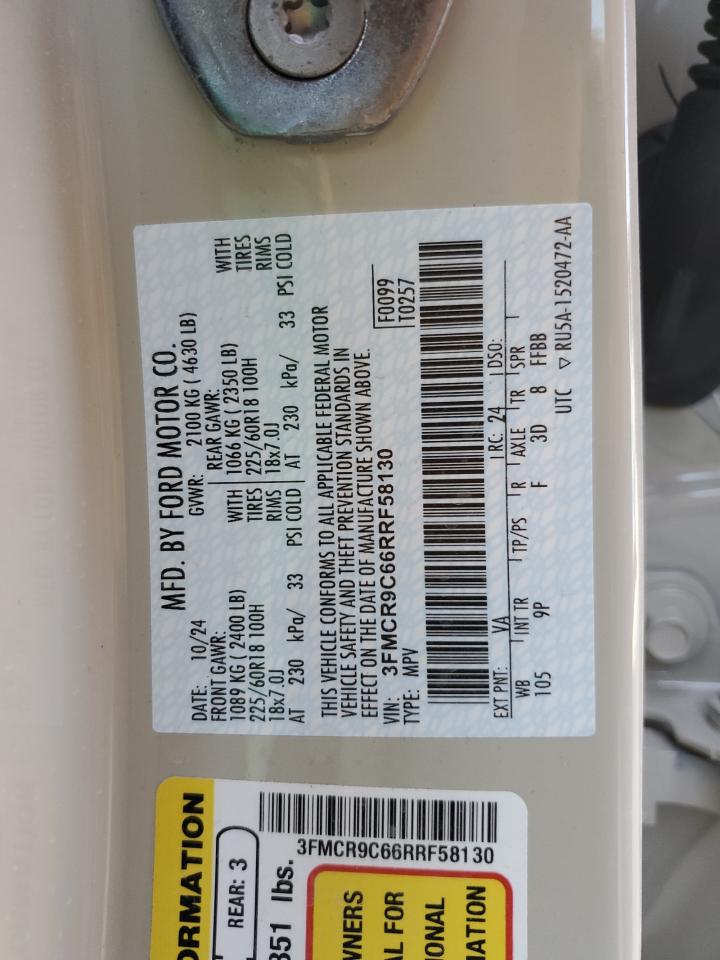 MFD. BY FORD MOTOR CO.
DATE: 10/24 GVWR: 2100 KG ( 4630 LB)
FRONT GAWR: REAR GAWR:
1089 KG ( 2400 LB) WITH 1066 KG ( 2350 LB) WITH
225/60R18 100H TIRES 225/60R18 100H TIRES
18x7.0J RIMS 18x7.0J RIMS
AT 230 kPa/ 33 PSI COLD AT 230 kPa/ 33 PSI COLD
THIS VEHICLE CONFORMS TO ALL APPLICABLE FEDERAL MOTOR
VEHICLE SAFETY AND THEFT PREVENTION STANDARDS IN
EFFECT ON THE DATE OF MANUFACTURE SHOWN ABOVE.
VIN: 3FMCR9C66RRF58130 F0099
TYPE: MPV T0257
EXT PNT: VA RC: 24 DSO:
WB INT TR TP/PS R AXLE TR SPR
105 9P F 3D 8 FFBB
UTC ▽ RU5A-1520472-AA
ORMATION
REAR: 3
351 lbs.
3FMCR9C66RRF58130
WNERS
AL FOR
IONAL
MATION